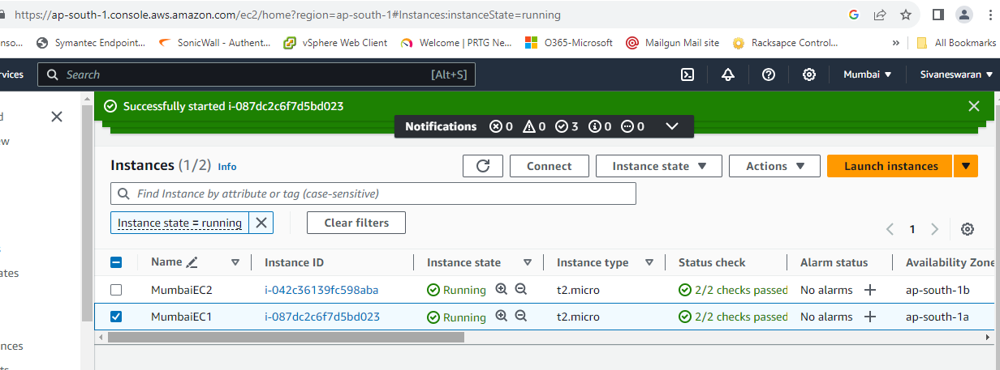 https://ap-south-1.console.aws.amazon.com/ec2/home?region=ap-south-1#Instances:instanceState=running
onso... Symantec Endpoint... SonicWall - Authent... vSphere Web Client Welcome | PRTG Ne... O365-Microsoft Mailgun Mail site Racksapce Control... » All Bookmarks
rvices Search [Alt+S] Mumbai Sivaneswaran
Successfully started i-087dc2c6f7d5bd023
Notifications 0 0 3 0 0
Instances (1/2) Info Connect Instance state Actions Launch instances
Find Instance by attribute or tag (case-sensitive)
Instance state = running Clear filters
1
Name Instance ID Instance state Instance type Status check Alarm status Availability Zone
MumbaiEC2 i-042c36139fc598aba Running t2.micro 2/2 checks passed No alarms + ap-south-1b
MumbaiEC1 i-087dc2c6f7d5bd023 Running t2.micro 2/2 checks passed No alarms + ap-south-1a
d
ew
ates
nces
ts